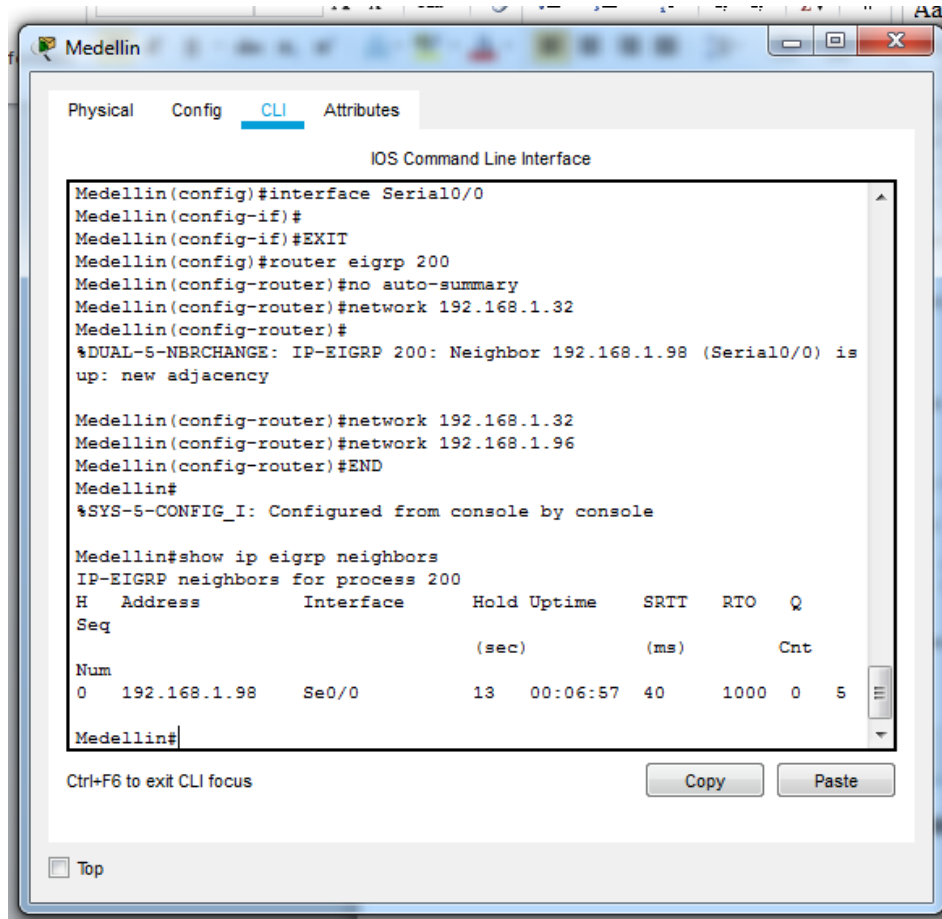 Medellin
Physical Config CLI Attributes
IOS Command Line Interface
Medellin(config)#interface Serial0/0
Medellin(config-if)#
Medellin(config-if)#EXIT
Medellin(config)#router eigrp 200
Medellin(config-router)#no auto-summary
Medellin(config-router)#network 192.168.1.32
Medellin(config-router)#
%DUAL-5-NBRCHANGE: IP-EIGRP 200: Neighbor 192.168.1.98 (Serial0/0) is
up: new adjacency
Medellin(config-router)#network 192.168.1.32
Medellin(config-router)#network 192.168.1.96
Medellin(config-router)#END
Medellin#
%SYS-5-CONFIG_I: Configured from console by console
Medellin#show ip eigrp neighbors
IP-EIGRP neighbors for process 200
H Address Interface Hold Uptime SRTT RTO Q
Seq
(sec) (ms) Cnt
Num
0 192.168.1.98 Se0/0 13 00:06:57 40 1000 0 5
Medellin#
Ctrl+F6 to exit CLI focus
Copy Paste
Top